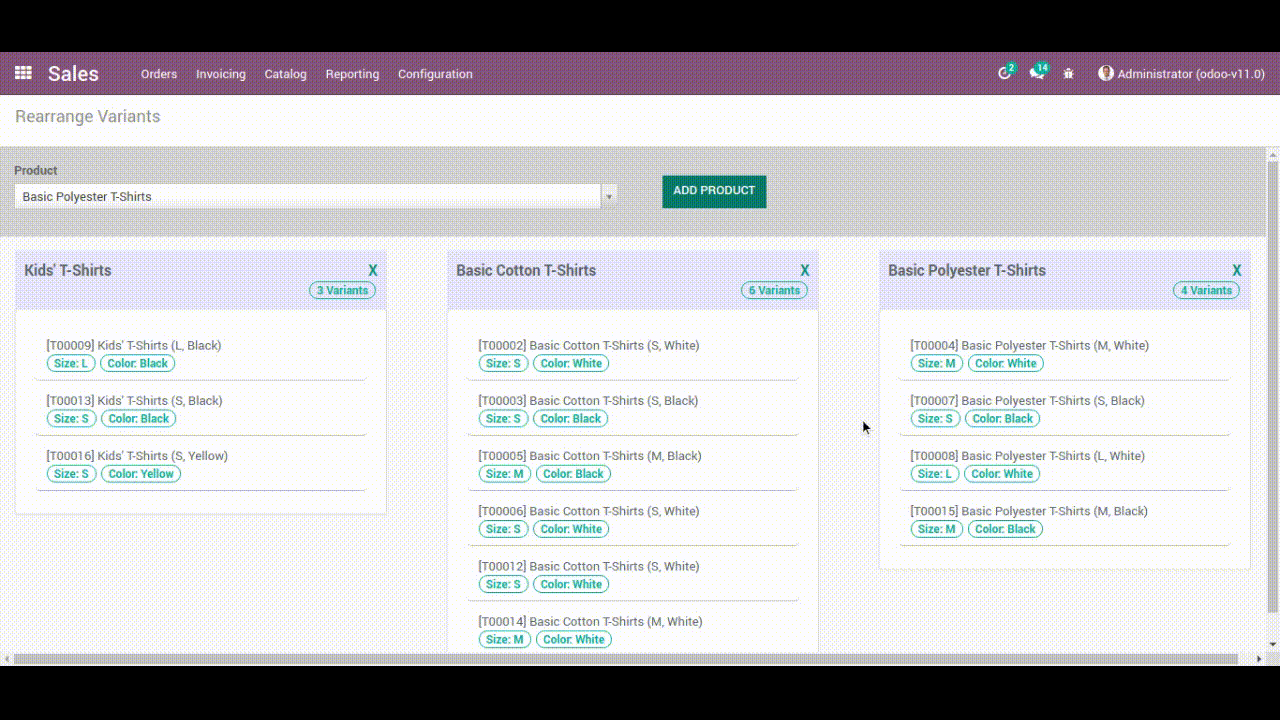 Sales Orders Invoicing Catalog Reporting Configuration 2 14 Administrator (odoo-v11.0)
Rearrange Variants
Product
Basic Polyester T-Shirts
ADD PRODUCT
Kids' T-Shirts X
3 Variants
[T00009] Kids' T-Shirts (L, Black)
Size: L Color: Black
[T00013] Kids' T-Shirts (S, Black)
Size: S Color: Black
[T00016] Kids' T-Shirts (S, Yellow)
Size: S Color: Yellow
Basic Cotton T-Shirts X
6 Variants
[T00002] Basic Cotton T-Shirts (S, White)
Size: S Color: White
[T00003] Basic Cotton T-Shirts (S, Black)
Size: S Color: Black
[T00005] Basic Cotton T-Shirts (M, Black)
Size: M Color: Black
[T00006] Basic Cotton T-Shirts (S, White)
Size: S Color: White
[T00012] Basic Cotton T-Shirts (S, White)
Size: S Color: White
[T00014] Basic Cotton T-Shirts (M, White)
Size: M Color: White
Basic Polyester T-Shirts X
4 Variants
[T00004] Basic Polyester T-Shirts (M, White)
Size: M Color: White
[T00007] Basic Polyester T-Shirts (S, Black)
Size: S Color: Black
[T00008] Basic Polyester T-Shirts (L, White)
Size: L Color: White
[T00015] Basic Polyester T-Shirts (M, Black)
Size: M Color: Black